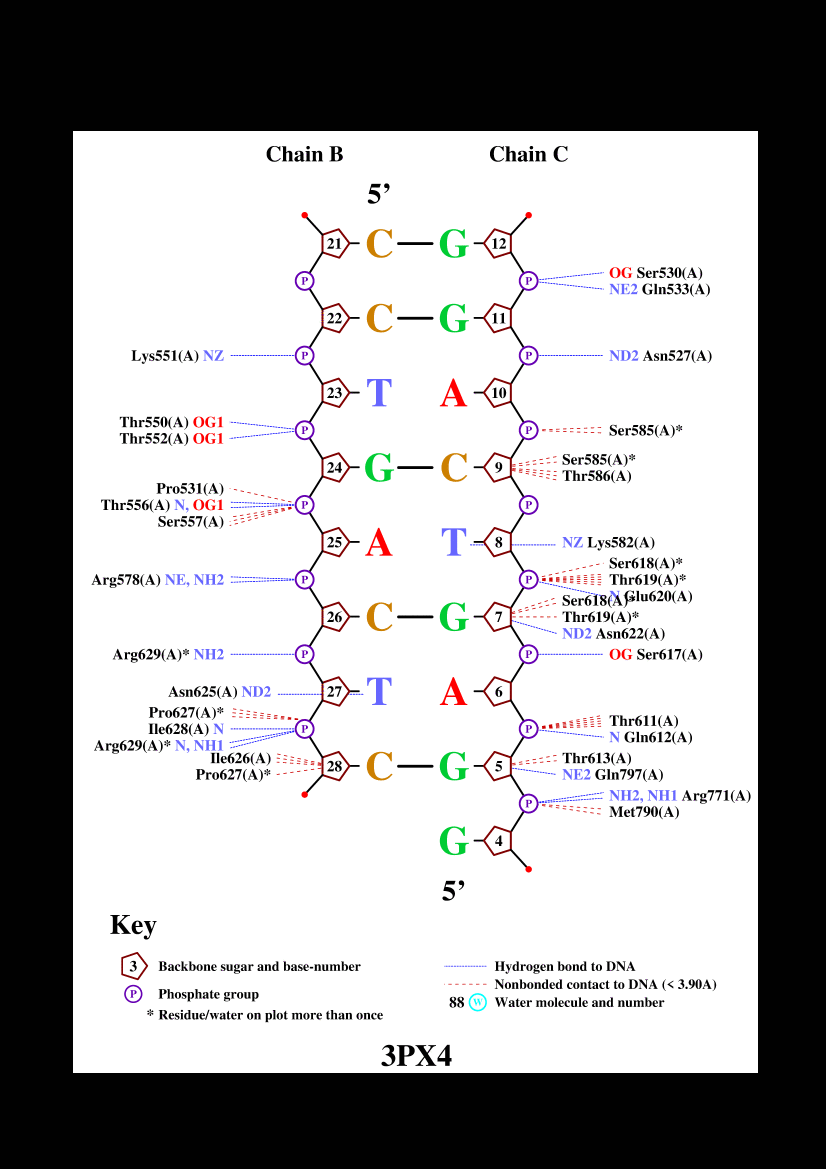 Chain B Chain C
5’
21 C G 12
P P OG Ser530(A)
NE2 Gln533(A)
22 C G 11
Lys551(A) NZ P P ND2 Asn527(A)
23 T A 10
Thr550(A) OG1 P P Ser585(A)*
Thr552(A) OG1
24 G C 9 Ser585(A)*
Thr586(A)
Pro531(A)
Thr556(A) N, OG1 P P
Ser557(A)
25 A T 8 NZ Lys582(A)
Ser618(A)*
Arg578(A) NE, NH2 P P Thr619(A)*
N Glu620(A)
Ser618(A)*
26 C G 7 Thr619(A)*
ND2 Asn622(A)
Arg629(A)* NH2 P P OG Ser617(A)
Asn625(A) ND2 27 T A 6
Pro627(A)*
Thr611(A)
Ile628(A) N P P
N Gln612(A)
Arg629(A)* N, NH1
Ile626(A) 28 C G 5 Thr613(A)
Pro627(A)* NE2 Gln797(A)
P NH2, NH1 Arg771(A)
Met790(A)
G 4
5’
Key
3 Backbone sugar and base-number
P Phosphate group
* Residue/water on plot more than once
Hydrogen bond to DNA
Nonbonded contact to DNA (< 3.90A)
88 W Water molecule and number
3PX4